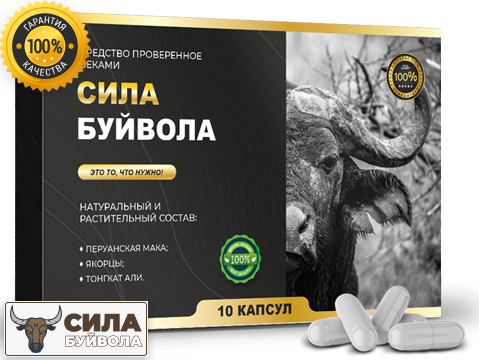 ГАРАНТИЯ
100%
КАЧЕСТВА
СРЕДСТВО ПРОВЕРЕННОЕ
ВЕКАМИ
СИЛА
БУЙВОЛА
ЭТО ТО, ЧТО НУЖНО!
НАТУРАЛЬНЫЙ И
РАСТИТЕЛЬНЫЙ СОСТАВ:
♦ ПЕРУАНСКАЯ МАКА;
♦ ЯКОРЦЫ;
♦ ТОНГКАТ АЛИ.
100%
100%
10 КАПСУЛ
СИЛА
БУЙВОЛА